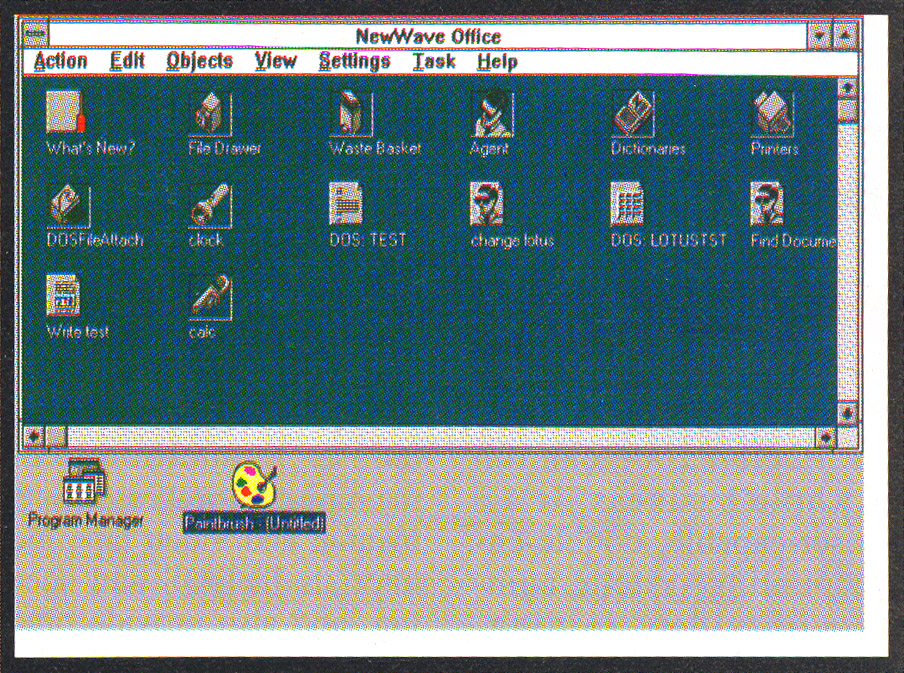 NewWave Office
Action Edit Objects View Settings Task Help
What's New? File Drawer Waste Basket Agent Dictionaries Printers
DOSFileAttach clock DOS: TEST change lotus DOS: LOTUSTST Find Docume
Write test calc
Program Manager Paintbrush - (Untitled)